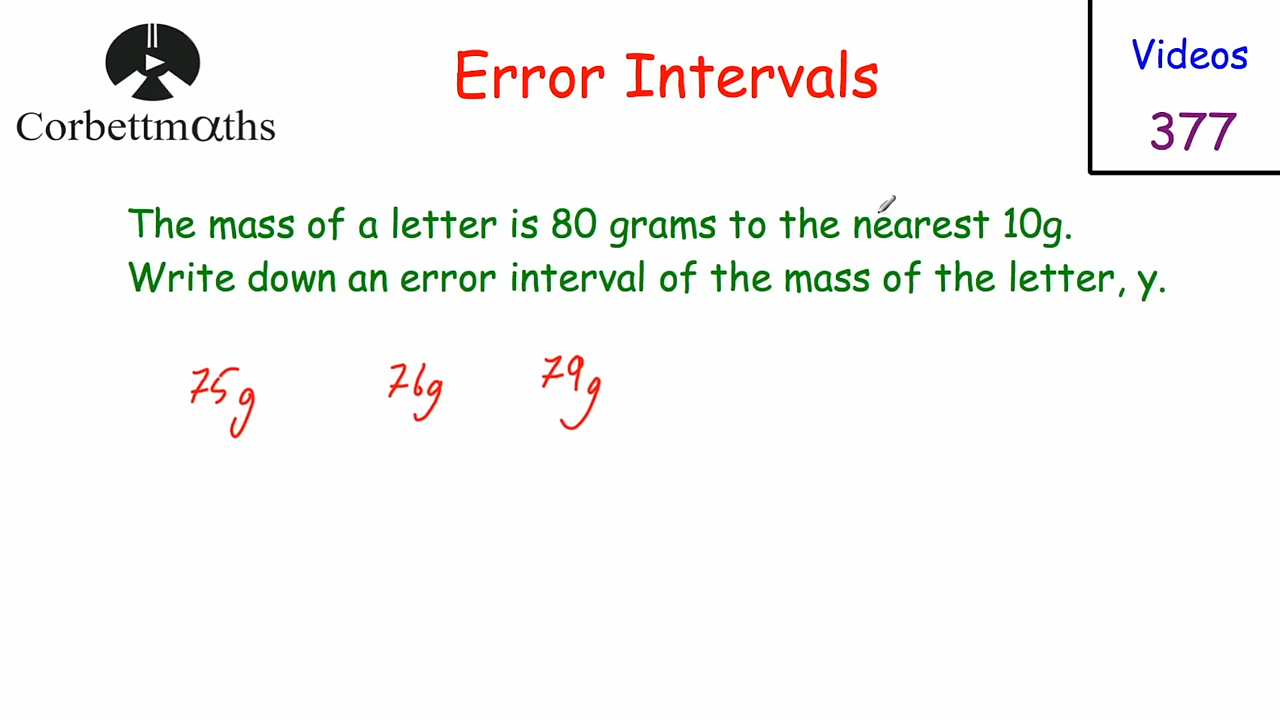 Corbettmαths
Error Intervals
Videos
377
The mass of a letter is 80 grams to the nearest 10g.
Write down an error interval of the mass of the letter, y.
75g 76g 79g